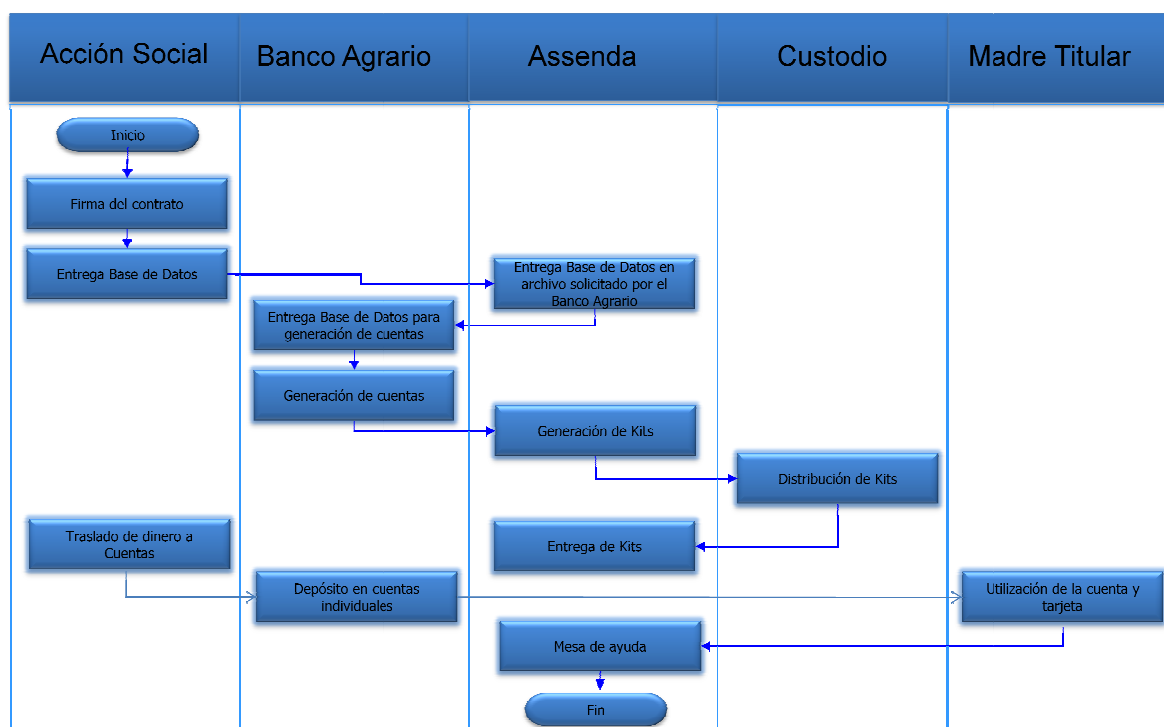 Acción Social
Banco Agrario
Assenda
Custodio
Madre Titular
Inicio
Firma del contrato
Entrega Base de Datos
Entrega Base de Datos en
archivo solicitado por el
Banco Agrario
Entrega Base de Datos para
generación de cuentas
Generación de cuentas
Generación de Kits
Distribución de Kits
Traslado de dinero a
Cuentas
Entrega de Kits
Depósito en cuentas
individuales
Utilización de la cuenta y
tarjeta
Mesa de ayuda
Fin